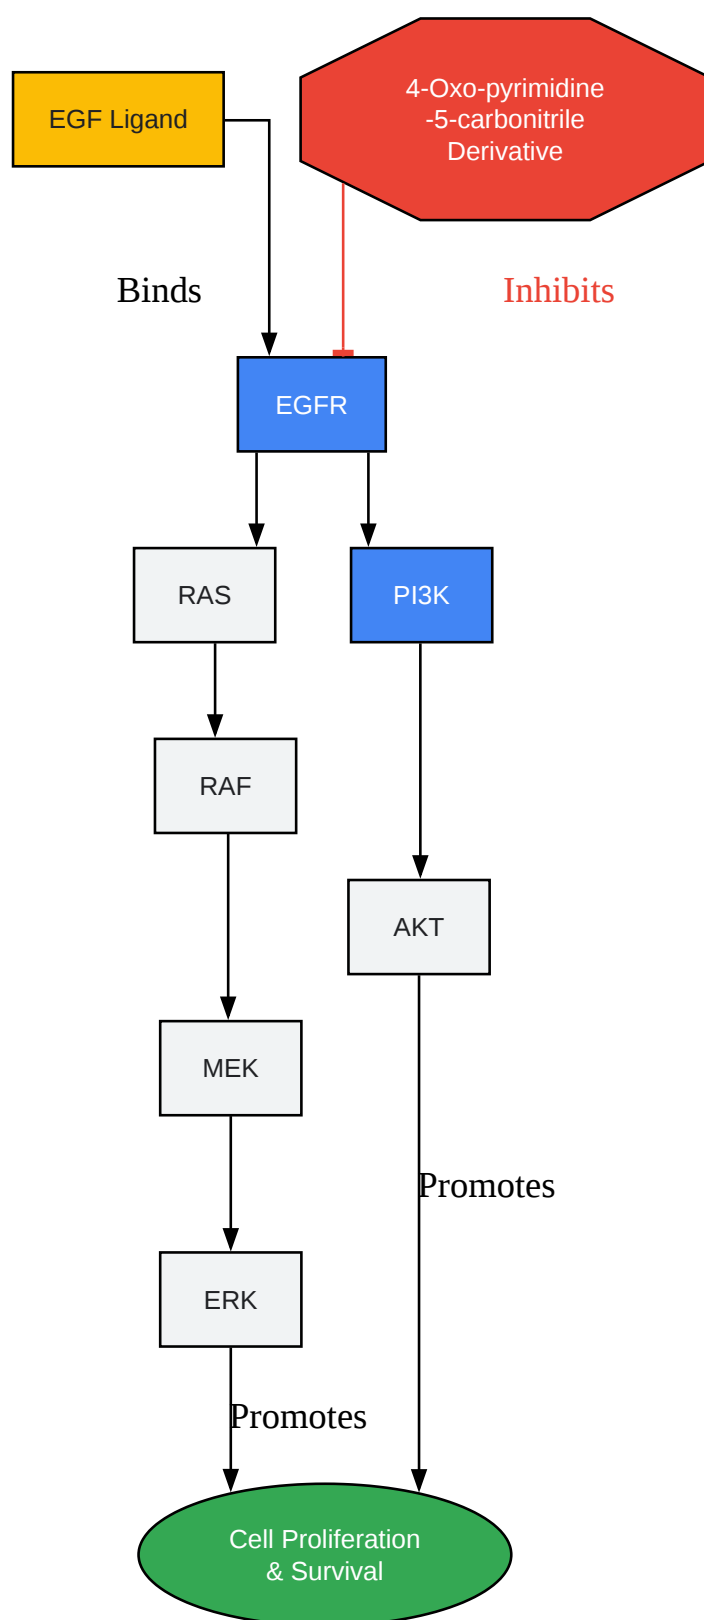 EGF Ligand
4-Oxo-pyrimidine
-5-carbonitrile
Derivative
Binds
Inhibits
EGFR
RAS
PI3K
RAF
AKT
MEK
Promotes
ERK
Promotes
Cell Proliferation
& Survival